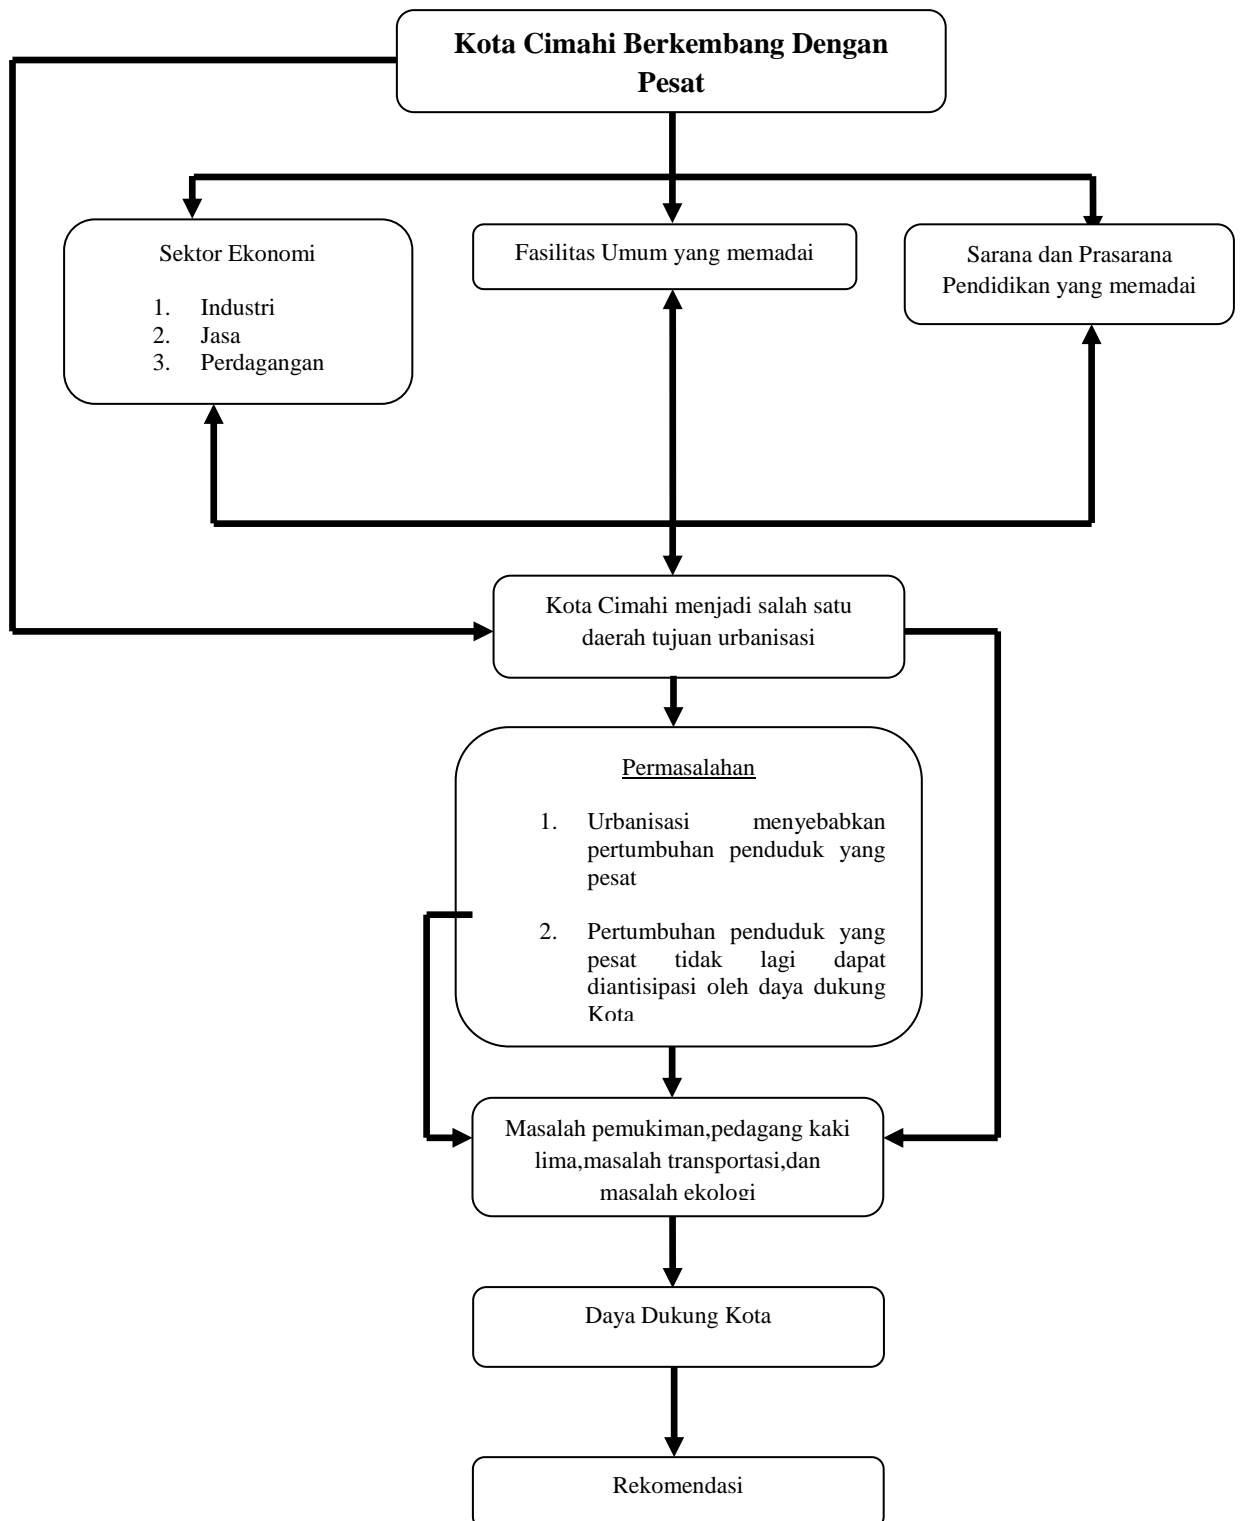 Kota Cimahi Berkembang Dengan
Pesat
Sektor Ekonomi
1. Industri
2. Jasa
3. Perdagangan
Fasilitas Umum yang memadai
Sarana dan Prasarana
Pendidikan yang memadai
Kota Cimahi menjadi salah satu
daerah tujuan urbanisasi
Permasalahan
1. Urbanisasi menyebabkan
pertumbuhan penduduk yang
pesat
2. Pertumbuhan penduduk yang
pesat tidak lagi dapat
diantisipasi oleh daya dukung
Kota
Masalah pemukiman,pedagang kaki
lima,masalah transportasi,dan
masalah ekologi
Daya Dukung Kota
Rekomendasi